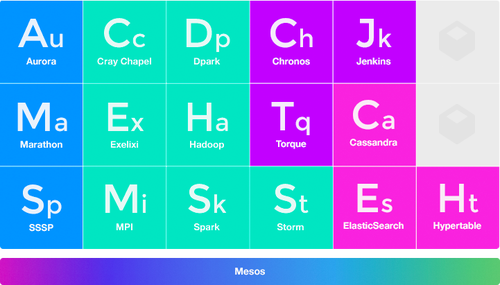 Au Cc Dp Ch Jk
Aurora Cray Chapel Dpark Chronos Jenkins
Ma Ex Ha Tq Ca
Marathon Exelixi Hadoop Torque Cassandra
Sp Mi Sk St Es Ht
SSSP MPI Spark Storm ElasticSearch Hypertable
Mesos